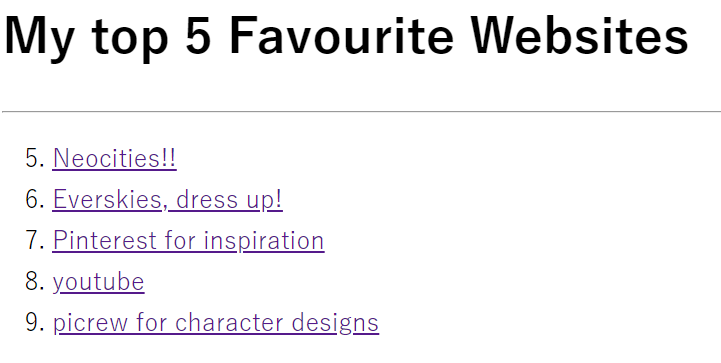 My top 5 Favourite Websites
5. Neocities!!
6. Everskies, dress up!
7. Pinterest for inspiration
8. youtube
9. picrew for character designs